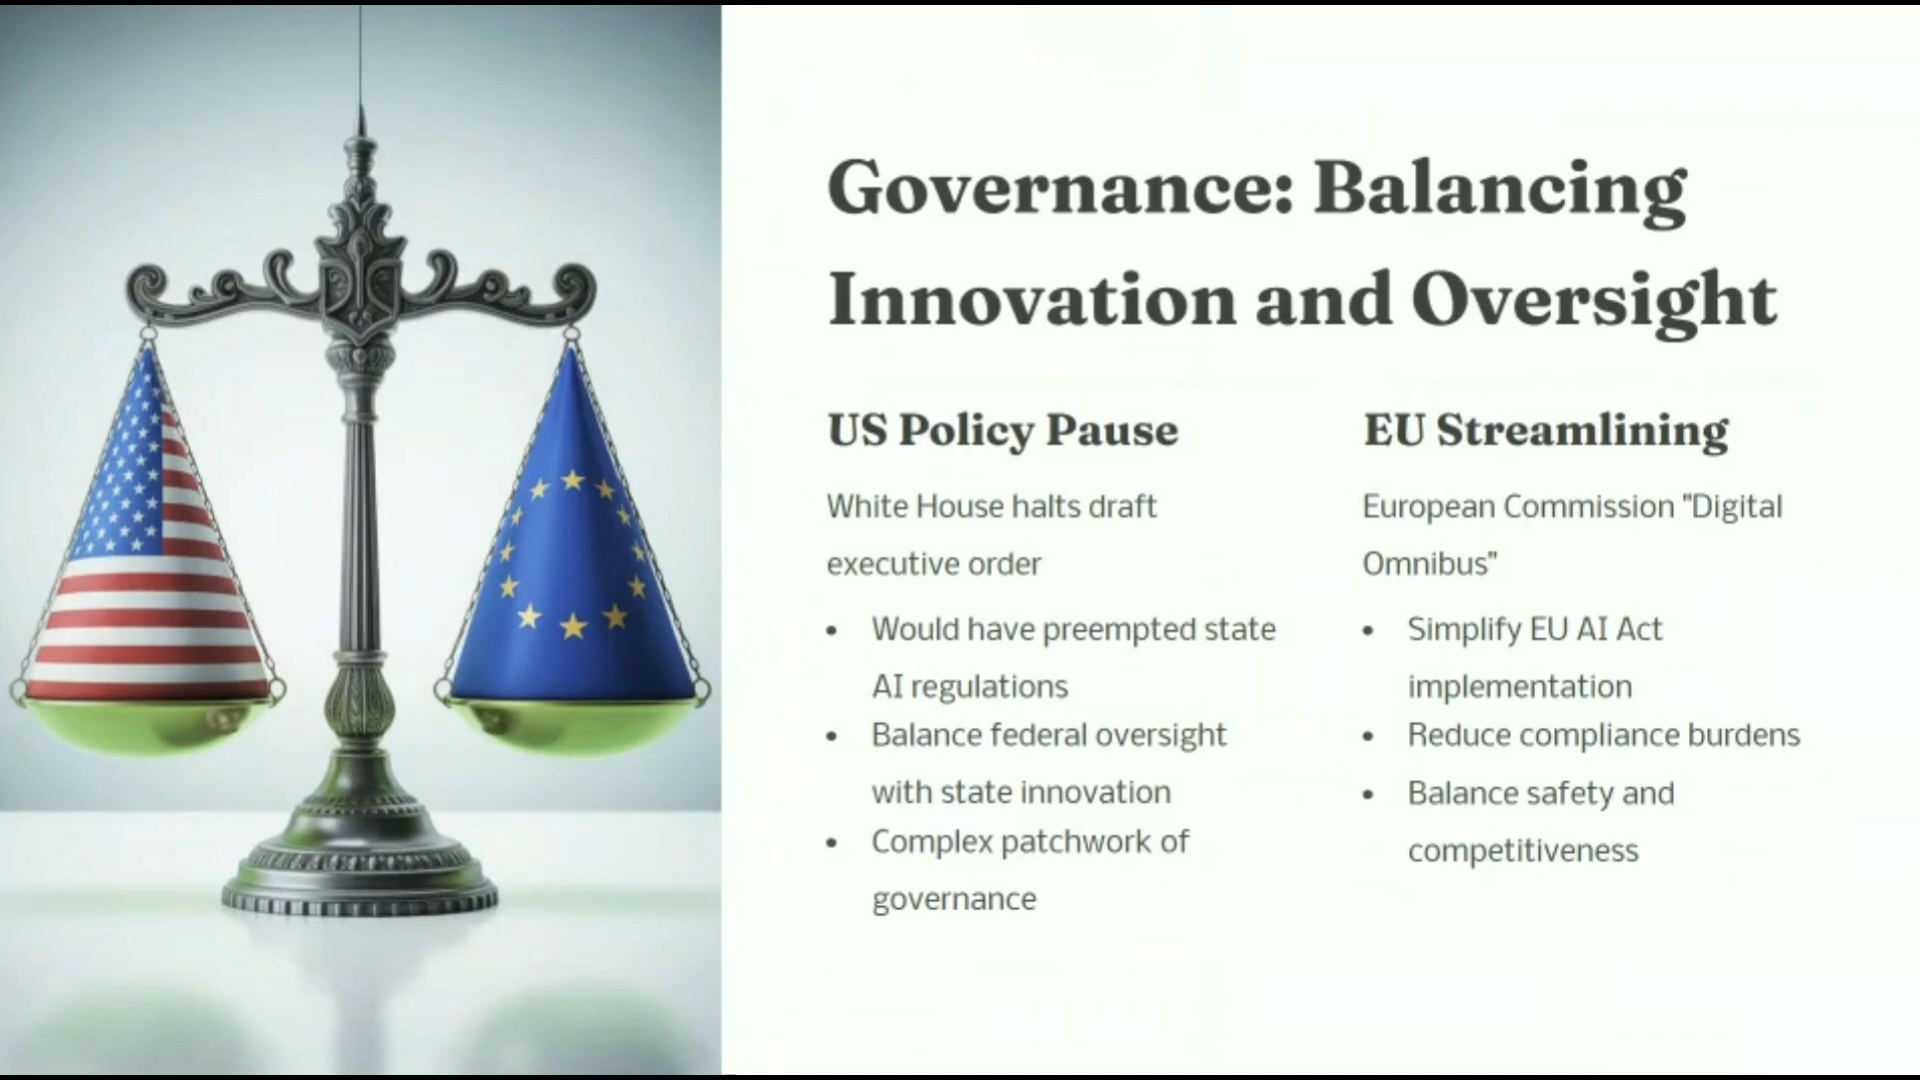 Governance: Balancing
Innovation and Oversight
US Policy Pause
White House halts draft
executive order
• Would have preempted state
AI regulations
• Balance federal oversight
with state innovation
• Complex patchwork of
governance
EU Streamlining
European Commission "Digital
Omnibus"
• Simplify EU AI Act
implementation
• Reduce compliance burdens
• Balance safety and
competitiveness